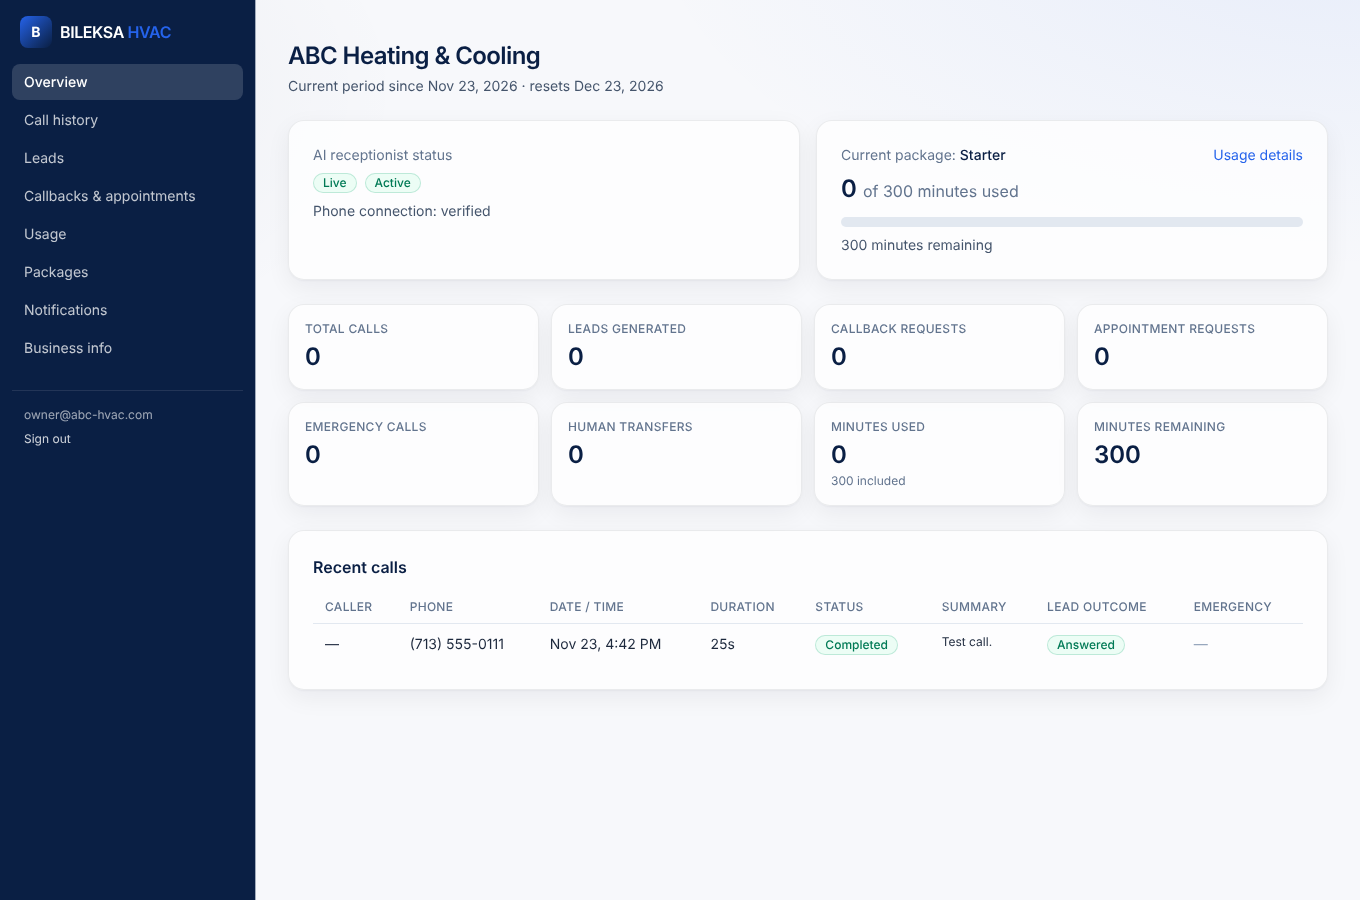 B BILEKSA HVAC
Overview
Call history
Leads
Callbacks & appointments
Usage
Packages
Notifications
Business info
owner@abc-hvac.com
Sign out
ABC Heating & Cooling
Current period since Nov 23, 2026 · resets Dec 23, 2026
AI receptionist status
Live Active
Phone connection: verified
Current package: Starter Usage details
0 of 300 minutes used
300 minutes remaining
TOTAL CALLS
0
LEADS GENERATED
0
CALLBACK REQUESTS
0
APPOINTMENT REQUESTS
0
EMERGENCY CALLS
0
HUMAN TRANSFERS
0
MINUTES USED
0
300 included
MINUTES REMAINING
300
Recent calls
CALLER PHONE DATE / TIME DURATION STATUS SUMMARY LEAD OUTCOME EMERGENCY
— (713) 555-0111 Nov 23, 4:42 PM 25s Completed Test call. Answered —